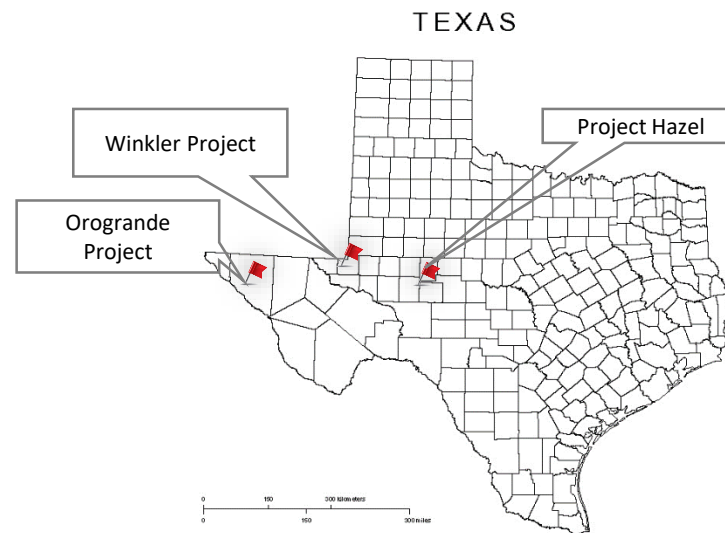 TEXAS
Winkler Project
Project Hazel
Orogrande
Project
0 150 300 kilometers
0 150 300 miles